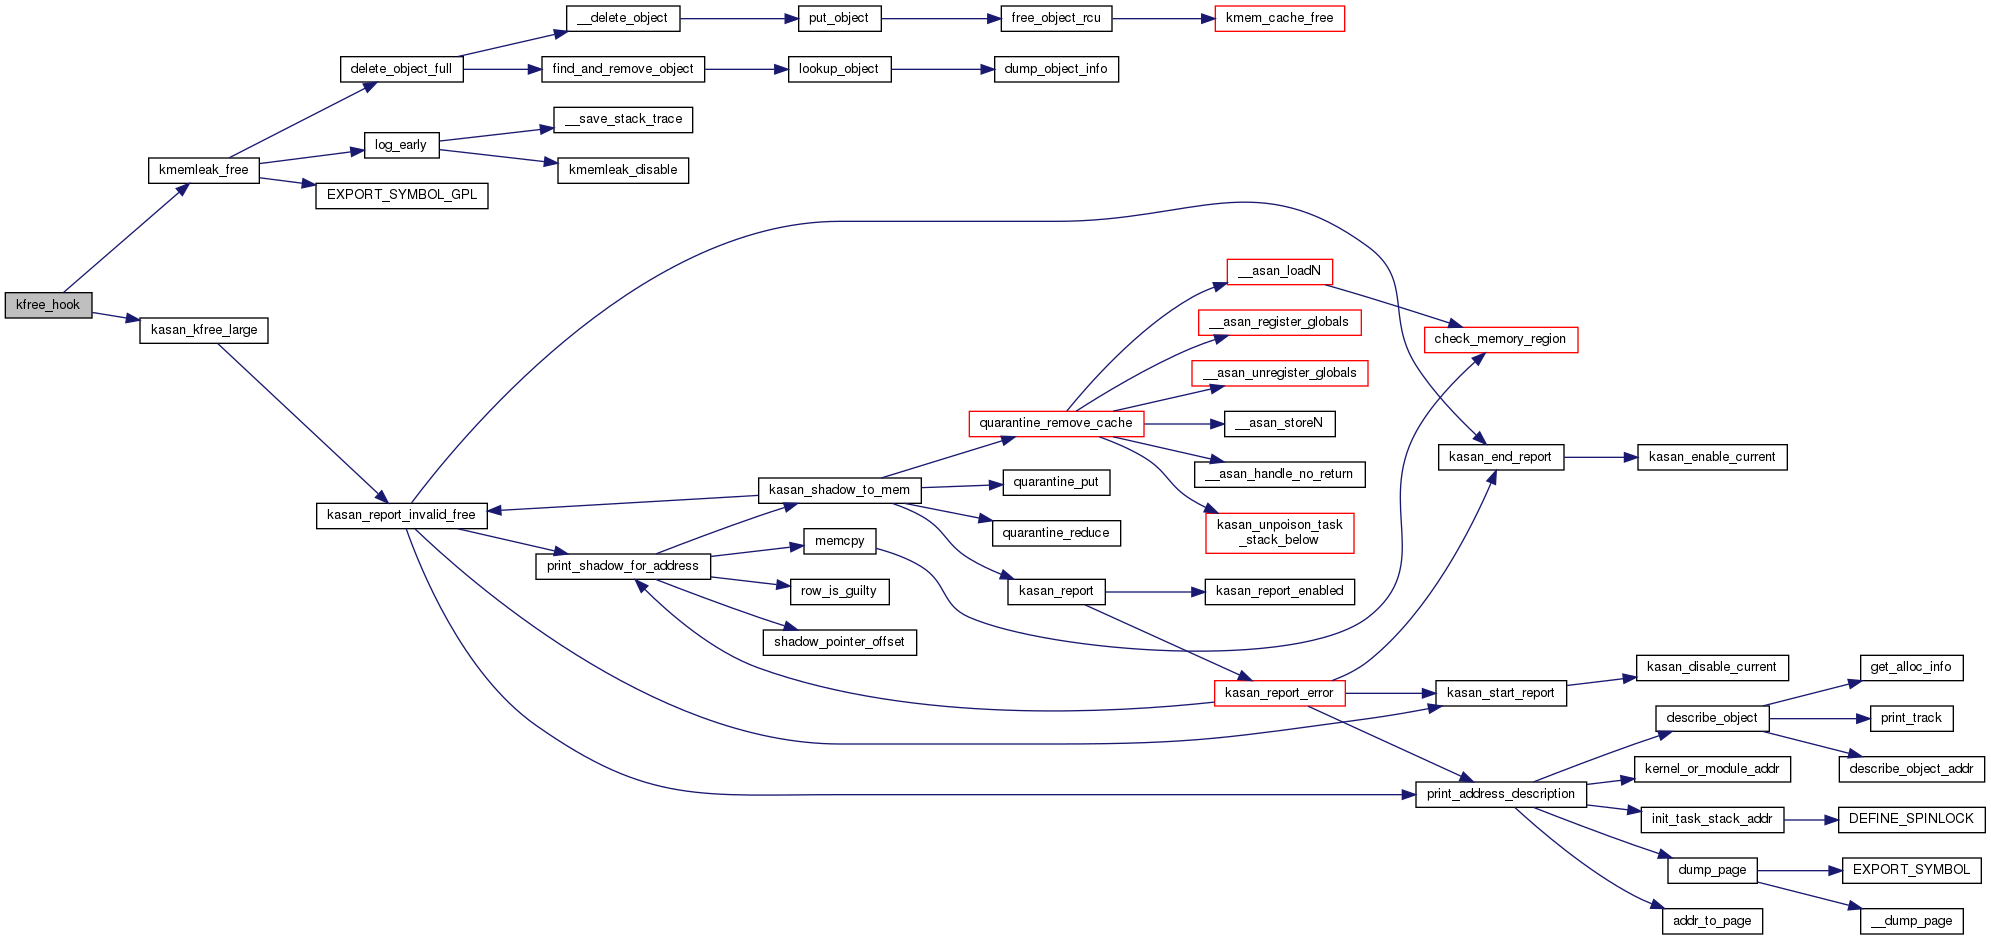 __delete_object
put_object
free_object_rcu
kmem_cache_free
delete_object_full
find_and_remove_object
lookup_object
dump_object_info
__save_stack_trace
log_early
kmemleak_free
kmemleak_disable
EXPORT_SYMBOL_GPL
kfree_hook
kasan_kfree_large
__asan_loadN
__asan_register_globals
check_memory_region
__asan_unregister_globals
quarantine_remove_cache
__asan_storeN
kasan_end_report
kasan_enable_current
__asan_handle_no_return
kasan_shadow_to_mem
quarantine_put
kasan_report_invalid_free
kasan_unpoison_task
_stack_below
quarantine_reduce
memcpy
print_shadow_for_address
row_is_guilty
kasan_report
kasan_report_enabled
shadow_pointer_offset
kasan_report_error
kasan_start_report
kasan_disable_current
get_alloc_info
describe_object
print_track
describe_object_addr
kernel_or_module_addr
print_address_description
init_task_stack_addr
DEFINE_SPINLOCK
dump_page
EXPORT_SYMBOL
addr_to_page
__dump_page